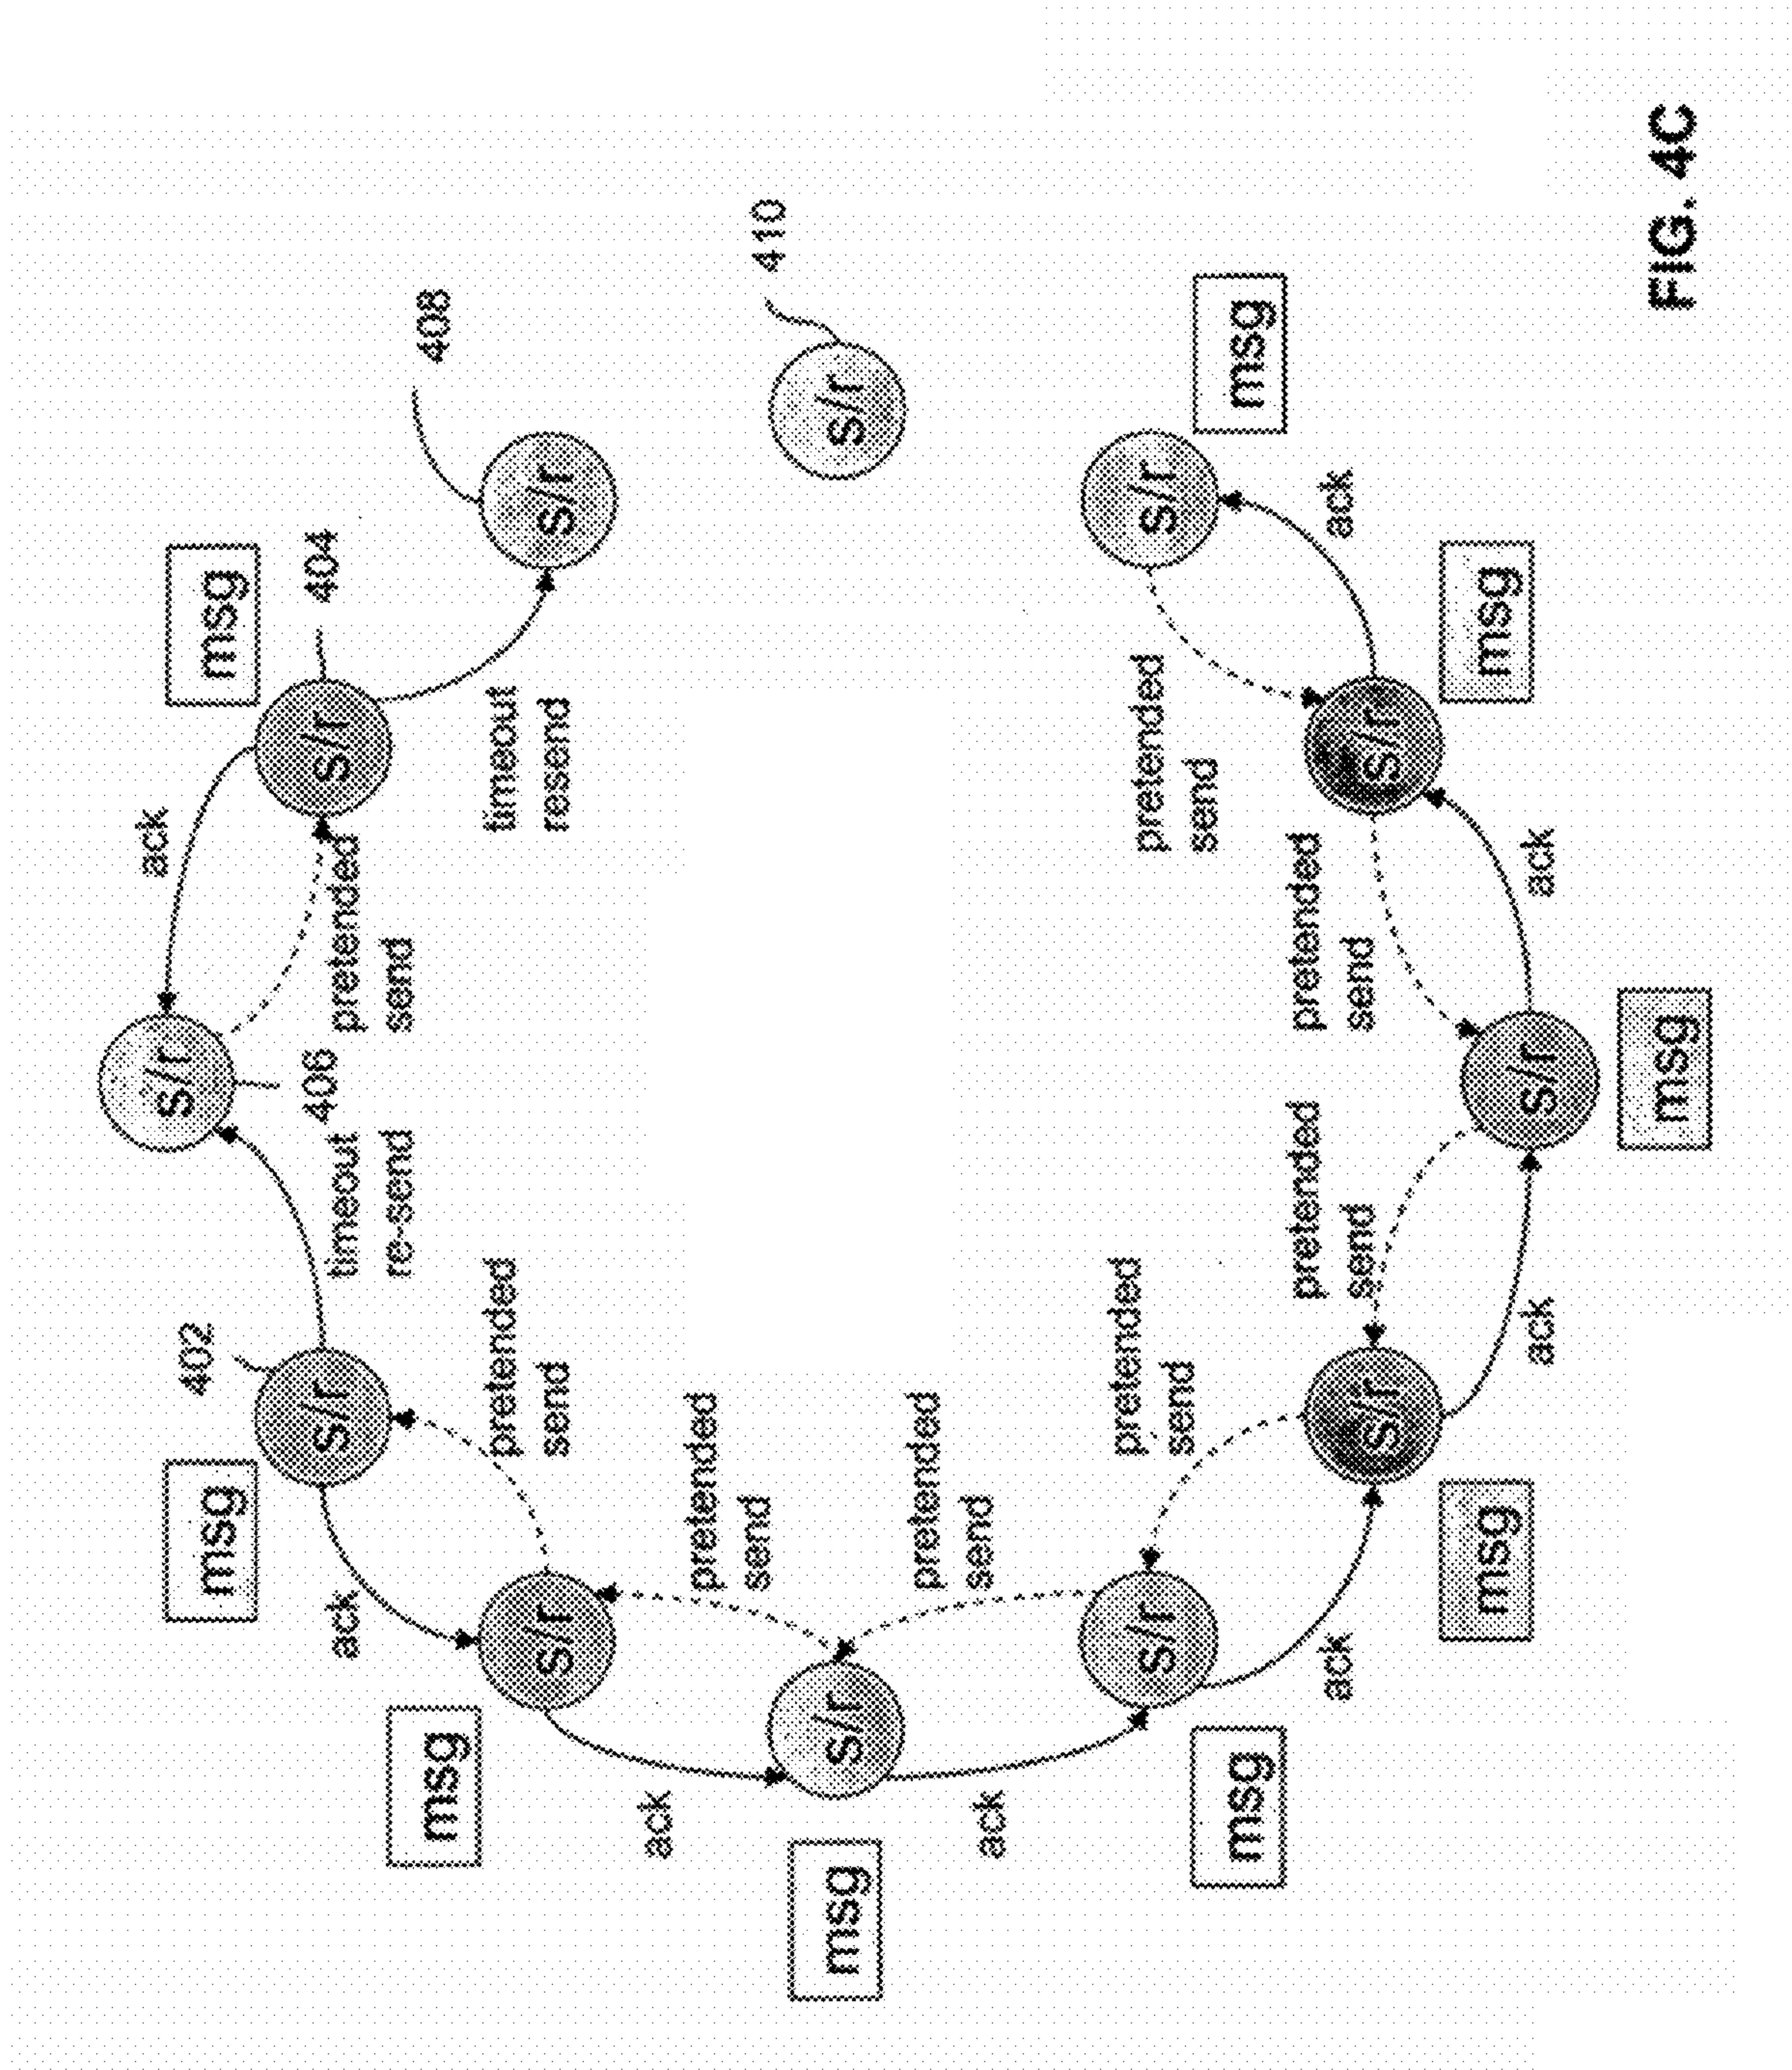 ack
s/r
402
msg
msg
s/r
406
s/r
404
ack
timeout
re-send
pretended
send
408
msg
pretended
send
timeout
resend
s/r
s/r
ack
pretended
send
410
msg
s/r
s/r
pretended
send
ack
pretended
send
pretended
send
s/r
s/r
msg
msg
pretended
send
pretended
send
ack
ack
s/r
s/r
msg
msg
s/r
ack
ack
msg
FIG. 4C